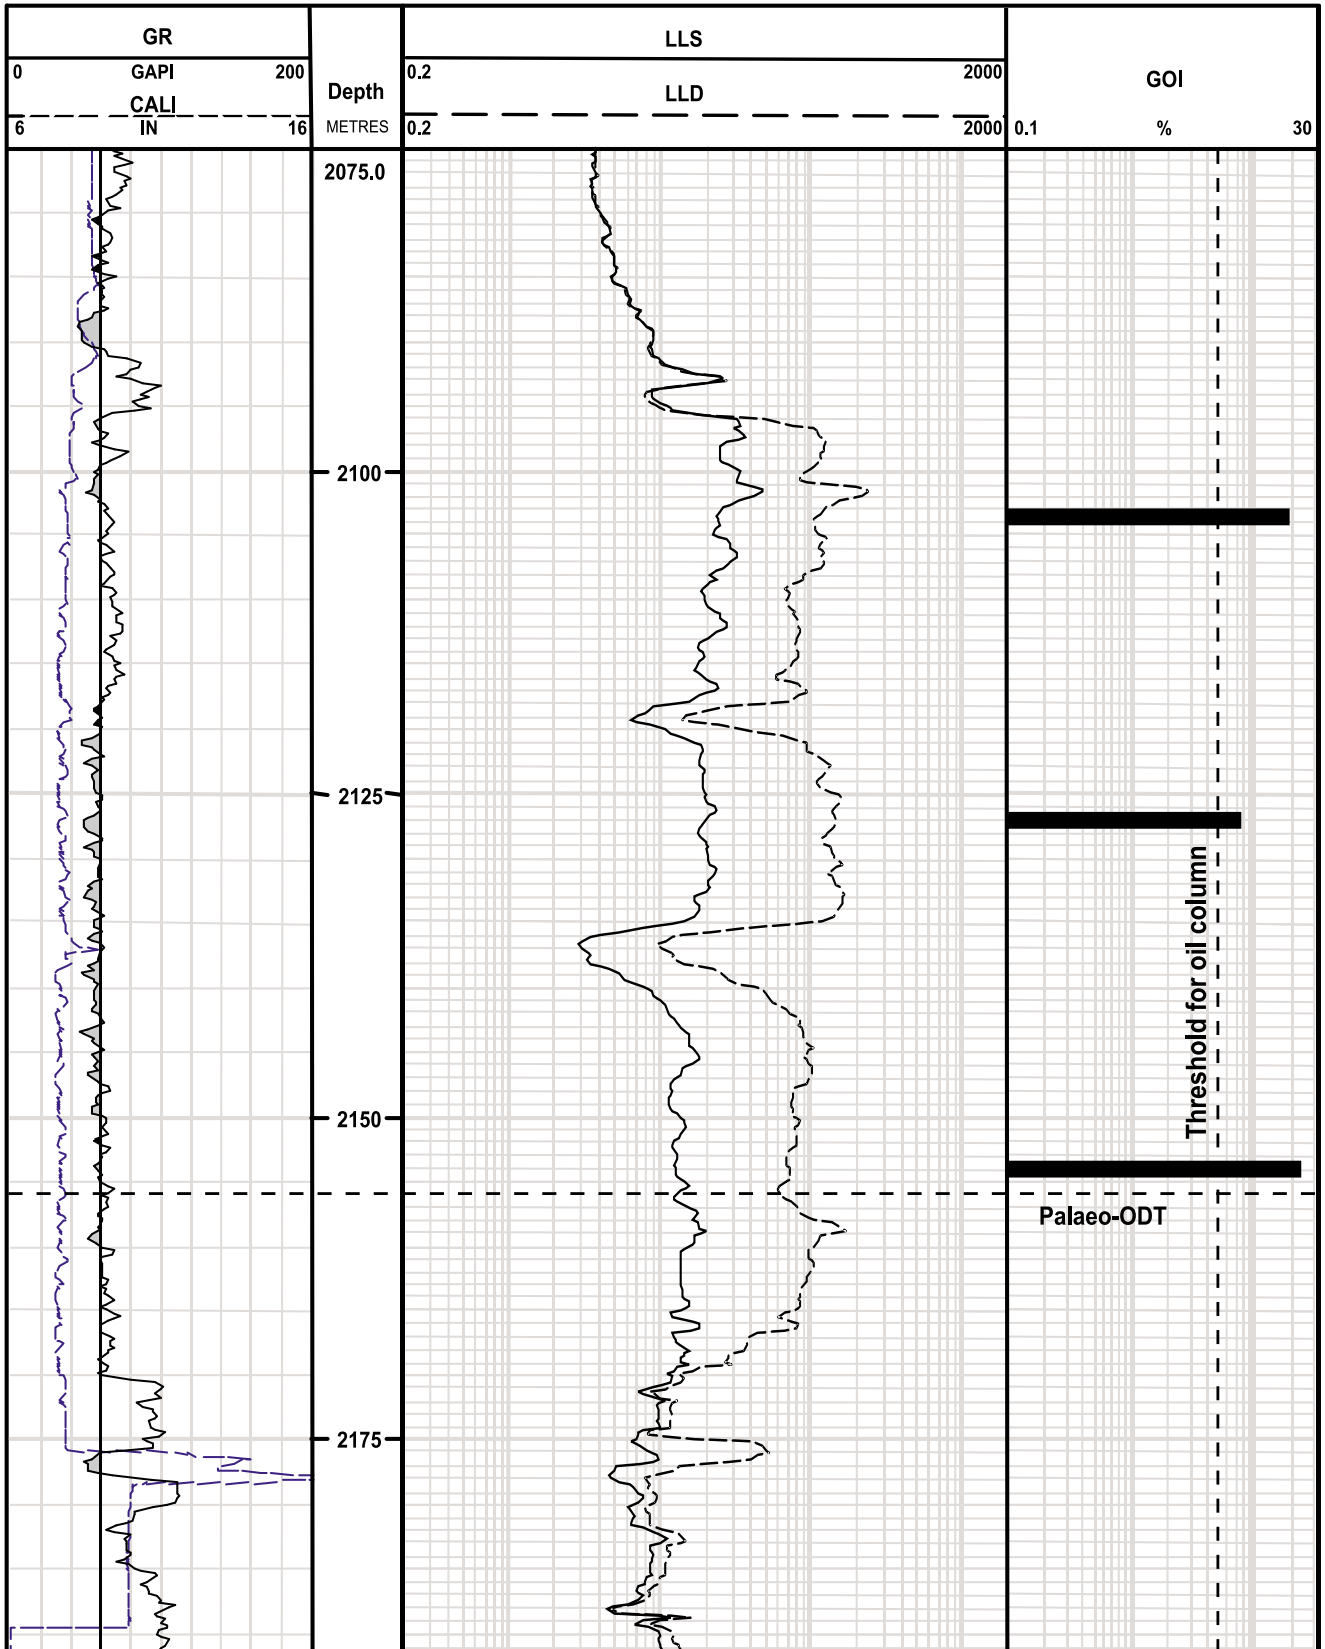 GR
0 GAPI 200
CALI
6 IN 16
Depth
METRES
LLS
0.2 2000
LLD
0.2 2000
GOI
0.1 % 30
2075.0
2100
2125
2150
2175
Threshold for oil column
Palaeo-ODT